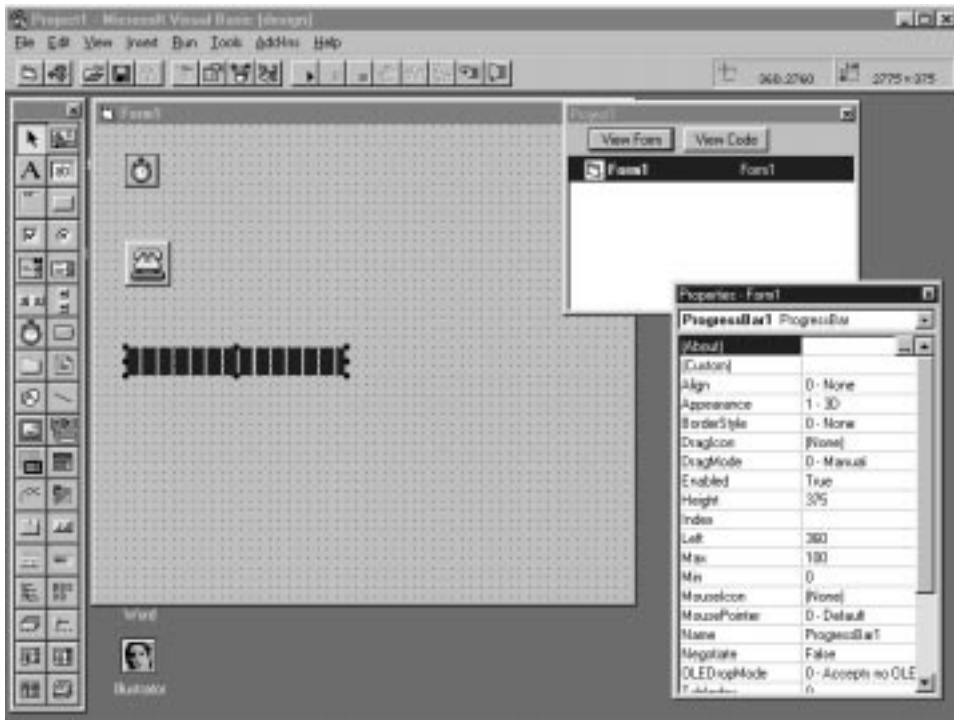 Project1 - Microsoft Visual Basic [design]
File Edit View Insert Run Tools Add-Ins Help
360,2760 2775 × 375
Form1
A
ab
Project1
View Form View Code
Form1 Form1
Properties - Form1
ProgressBar1 ProgressBar
(About) ...
(Custom)
Align 0 - None
Appearance 1 - 3D
BorderStyle 0 - None
DragIcon (None)
DragMode 0 - Manual
Enabled True
Height 375
Index
Left 360
Max 100
Min 0
MouseIcon (None)
MousePointer 0 - Default
Name ProgressBar1
Negotiate False
OLEDropMode 0 - Accepts no OLE
TabIndex 0
Word
Illustrator